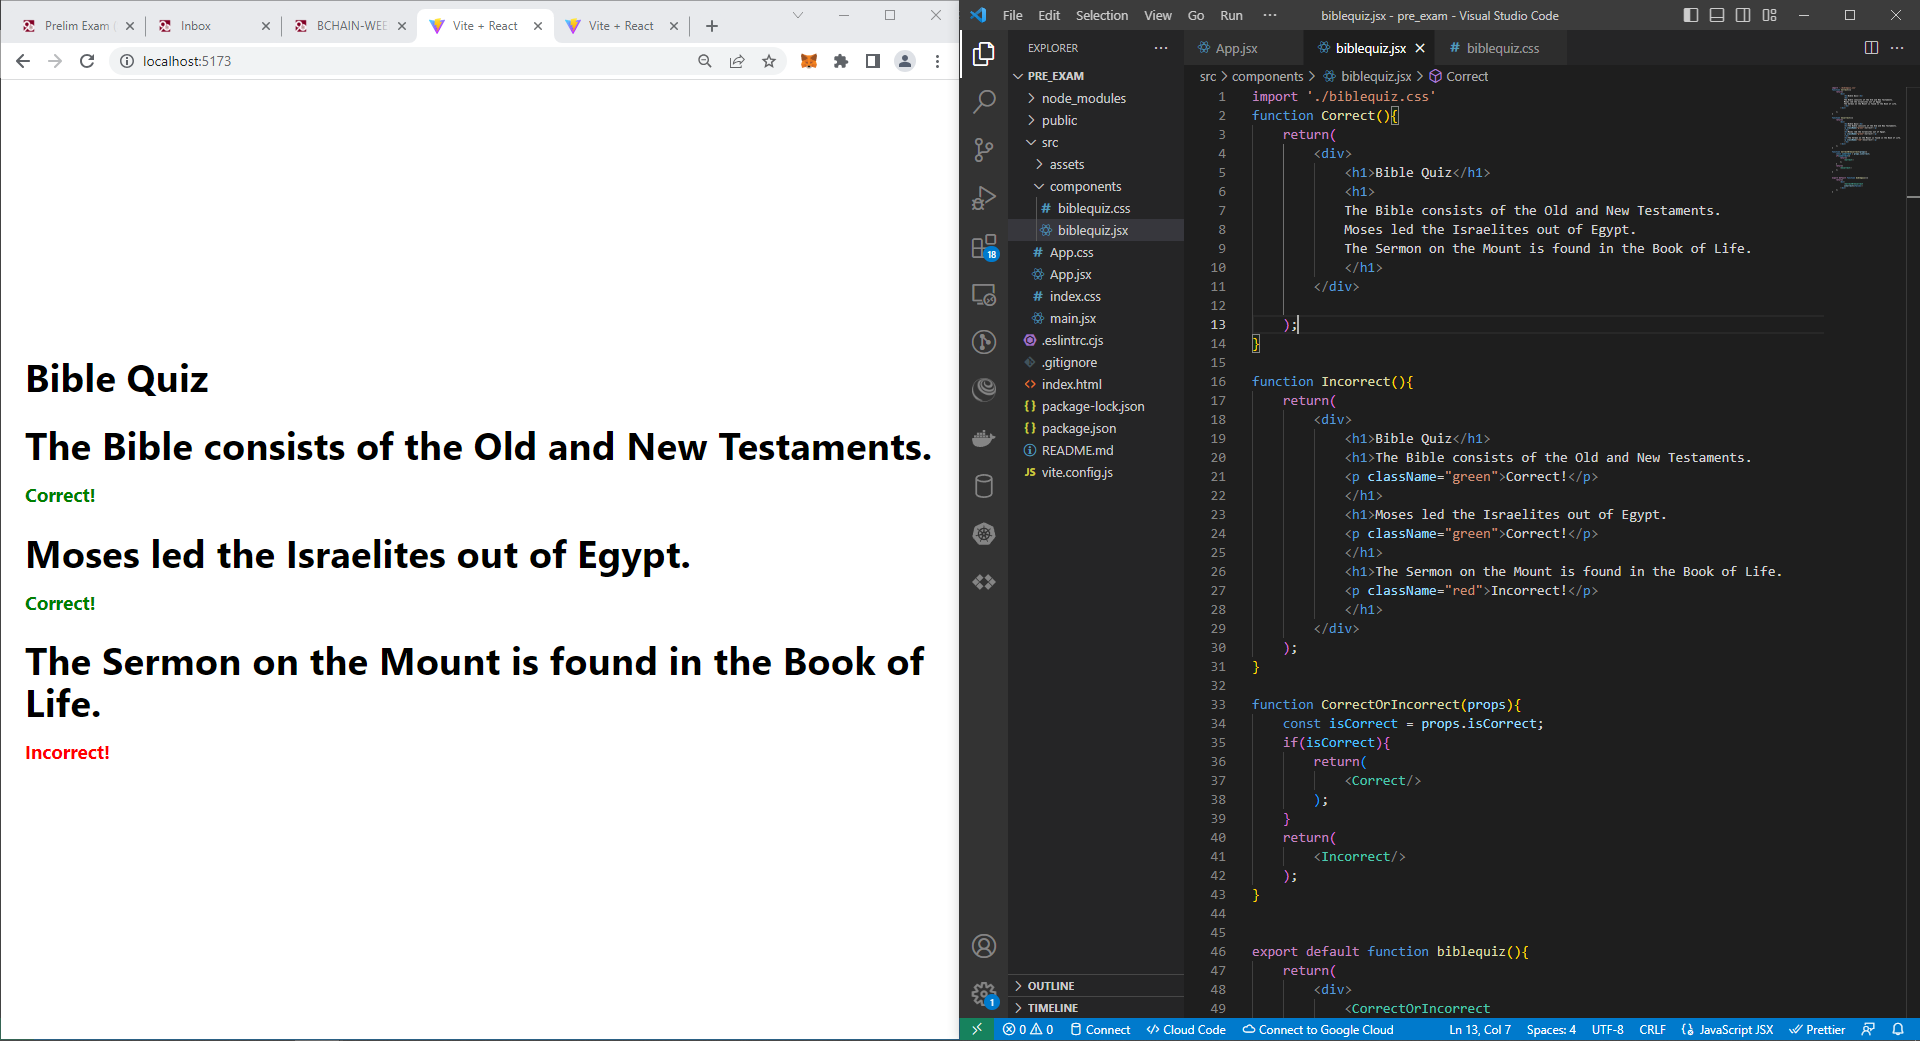 Prelim Exam
Inbox
BCHAIN-WEE
Vite + React
Vite + React
localhost:5173
Bible Quiz
The Bible consists of the Old and New Testaments.
Correct!
Moses led the Israelites out of Egypt.
Correct!
The Sermon on the Mount is found in the Book of
Life.
Incorrect!
File Edit Selection View Go Run ···
biblequiz.jsx - pre_exam - Visual Studio Code
EXPLORER
PRE_EXAM
node_modules
public
src
assets
components
# biblequiz.css
biblequiz.jsx
# App.css
App.jsx
# index.css
main.jsx
.eslintrc.cjs
.gitignore
<> index.html
{} package-lock.json
{} package.json
README.md
JS vite.config.js
OUTLINE
TIMELINE
18
1
App.jsx
biblequiz.jsx
# biblequiz.css
src > components > biblequiz.jsx > Correct
1 import './biblequiz.css'
2 function Correct(){
3 return(
4 <div>
5 <h1>Bible Quiz</h1>
6 <h1>
7 The Bible consists of the Old and New Testaments.
8 Moses led the Israelites out of Egypt.
9 The Sermon on the Mount is found in the Book of Life.
10 </h1>
11 </div>
12
13 );
14 }
15
16 function Incorrect(){
17 return(
18 <div>
19 <h1>Bible Quiz</h1>
20 <h1>The Bible consists of the Old and New Testaments.
21 <p className="green">Correct!</p>
22 </h1>
23 <h1>Moses led the Israelites out of Egypt.
24 <p className="green">Correct!</p>
25 </h1>
26 <h1>The Sermon on the Mount is found in the Book of Life.
27 <p className="red">Incorrect!</p>
28 </h1>
29 </div>
30 );
31 }
32
33 function CorrectOrIncorrect(props){
34 const isCorrect = props.isCorrect;
35 if(isCorrect){
36 return(
37 <Correct/>
38 );
39 }
40 return(
41 <Incorrect/>
42 );
43 }
44
45
46 export default function biblequiz(){
47 return(
48 <div>
49 <CorrectOrIncorrect
0 0 Connect Cloud Code Connect to Google Cloud
Ln 13, Col 7 Spaces: 4 UTF-8 CRLF JavaScript JSX Prettier